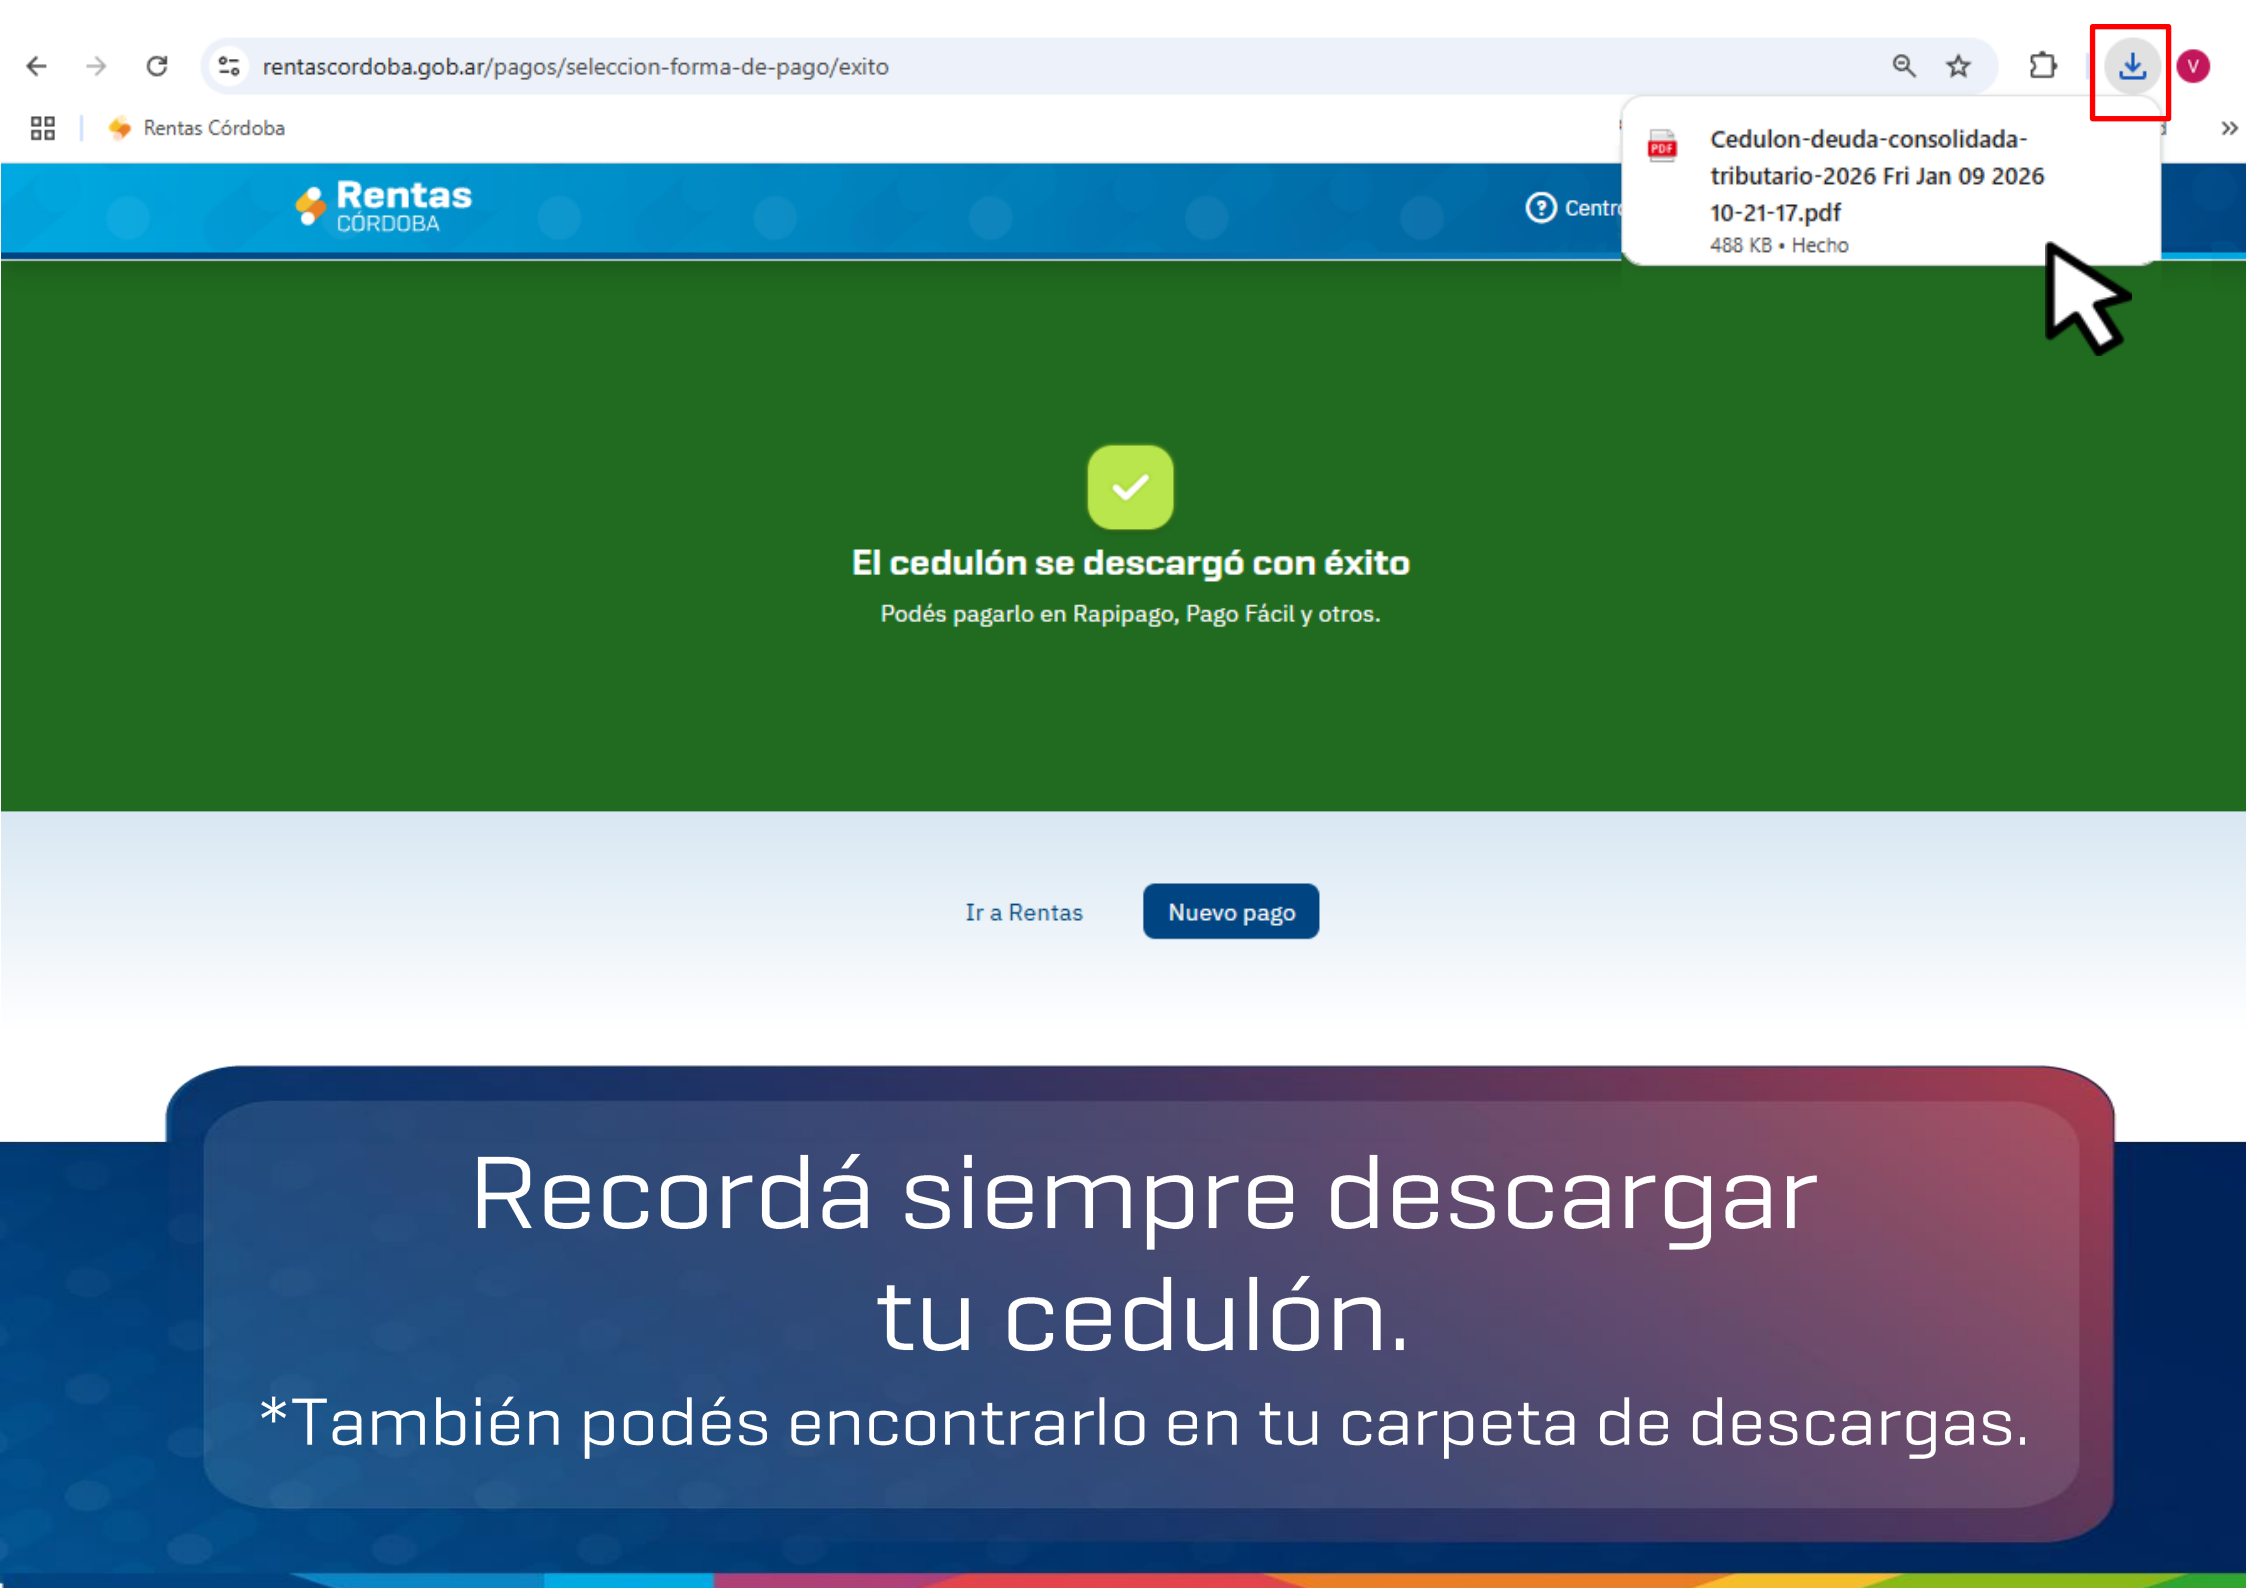 rentascordoba.gob.ar/pagos/seleccion-forma-de-pago/exito
V
Rentas Córdoba
Rentas
CÓRDOBA
PDF
Cedulon-deuda-consolidada-
tributario-2026 Fri Jan 09 2026
10-21-17.pdf
488 KB • Hecho
El cedulón se descargó con éxito
Podés pagarlo en Rapipago, Pago Fácil y otros.
Ir a Rentas
Nuevo pago
Recordá siempre descargar
tu cedulón.
*También podés encontrarlo en tu carpeta de descargas.